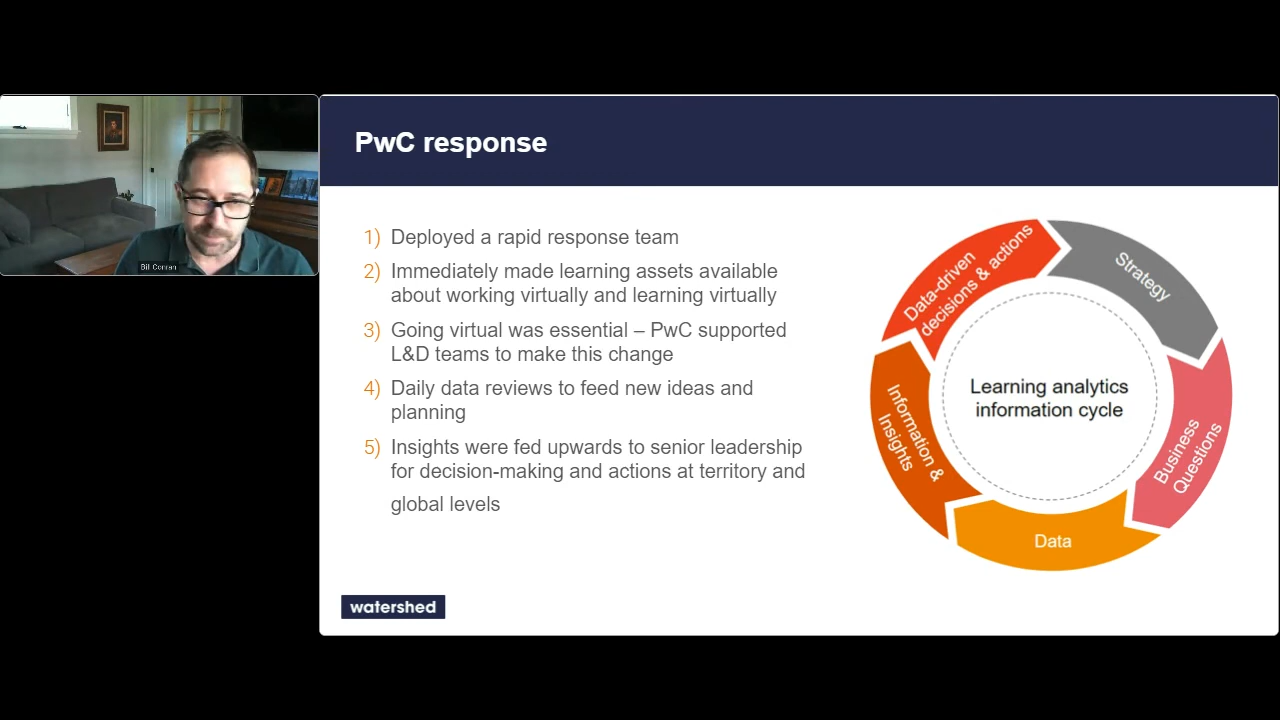 Bill Conran
PwC response
1) Deployed a rapid response team
2) Immediately made learning assets available
about working virtually and learning virtually
3) Going virtual was essential – PwC supported
L&D teams to make this change
4) Daily data reviews to feed new ideas and
planning
5) Insights were fed upwards to senior leadership
for decision-making and actions at territory and
global levels
Data-driven
decisions & actions
Strategy
Business
Questions
Data
Information &
Insights
Learning analytics
information cycle
watershed